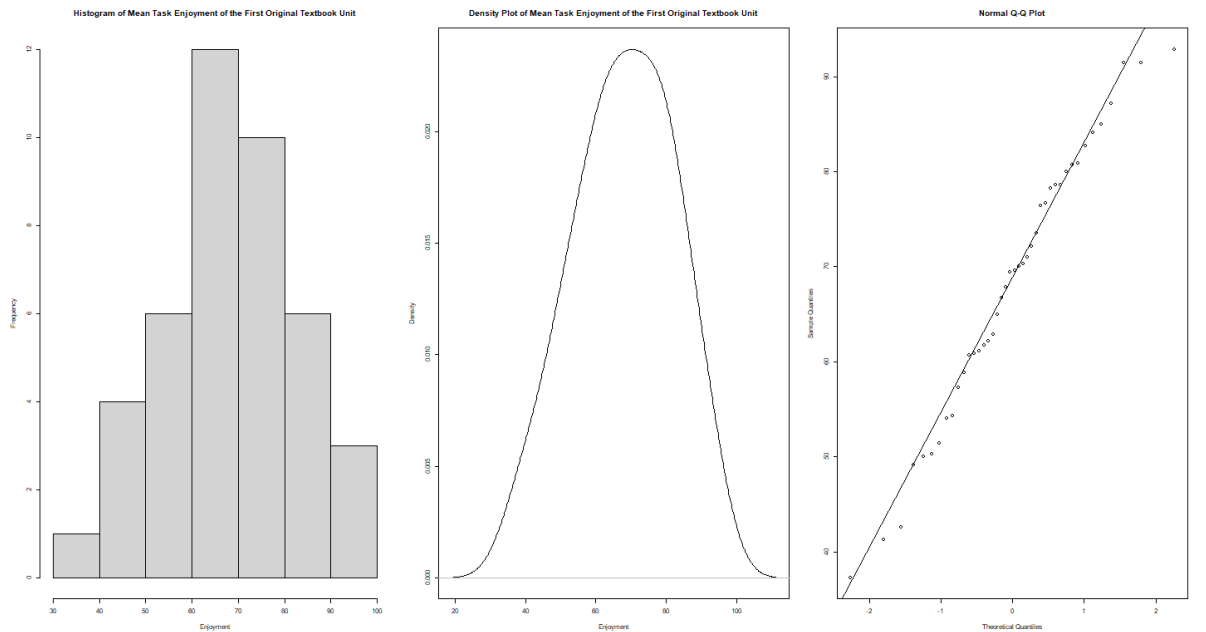 Histogram of Mean Task Enjoyment of the First Original Textbook Unit
Frequency
0
2
4
6
8
10
12
30 40 50 60 70 80 90 100
Enjoyment
Density Plot of Mean Task Enjoyment of the First Original Textbook Unit
Density
0.000
0.005
0.010
0.015
0.020
20 40 60 80 100
Enjoyment
Normal Q-Q Plot
Sample Quantiles
40
50
60
70
80
90
-2 -1 0 1 2
Theoretical Quantiles